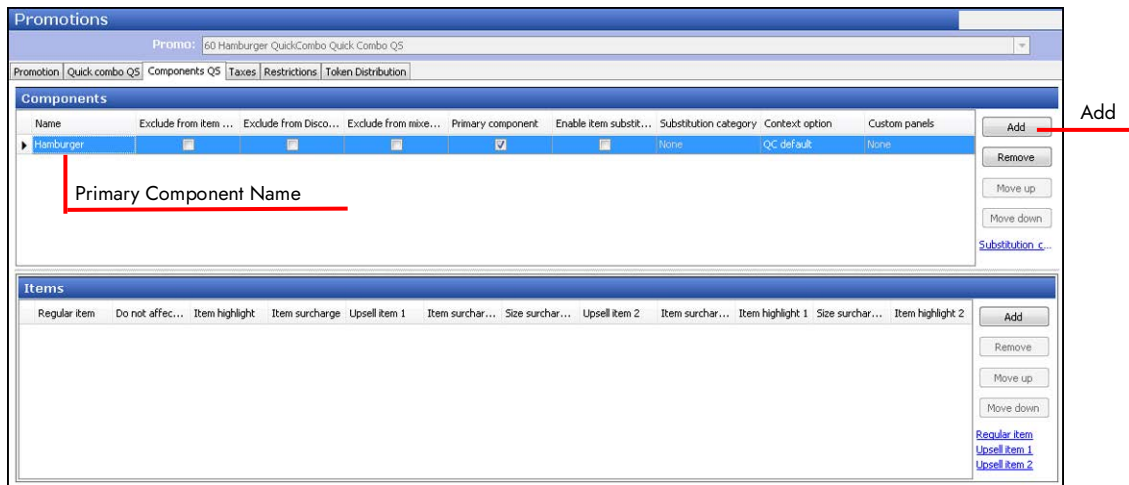 Promotions
Promo: 60 Hamburger QuickCombo Quick Combo QS
Promotion Quick combo QS Components QS Taxes Restrictions Token Distribution
Components
Name Exclude from item ... Exclude from Disco... Exclude from mixe... Primary component Enable item substit... Substitution category Context option Custom panels
Add
Add
Hamburger None QC default None
Remove
Primary Component Name
Move up
Move down
Substitution c...
Items
Regular item Do not affec... Item highlight Item surcharge Upsell item 1 Item surchar... Size surchar... Upsell item 2 Item surchar... Item highlight 1 Size surchar... Item highlight 2
Add
Remove
Move up
Move down
Regular item
Upsell item 1
Upsell item 2